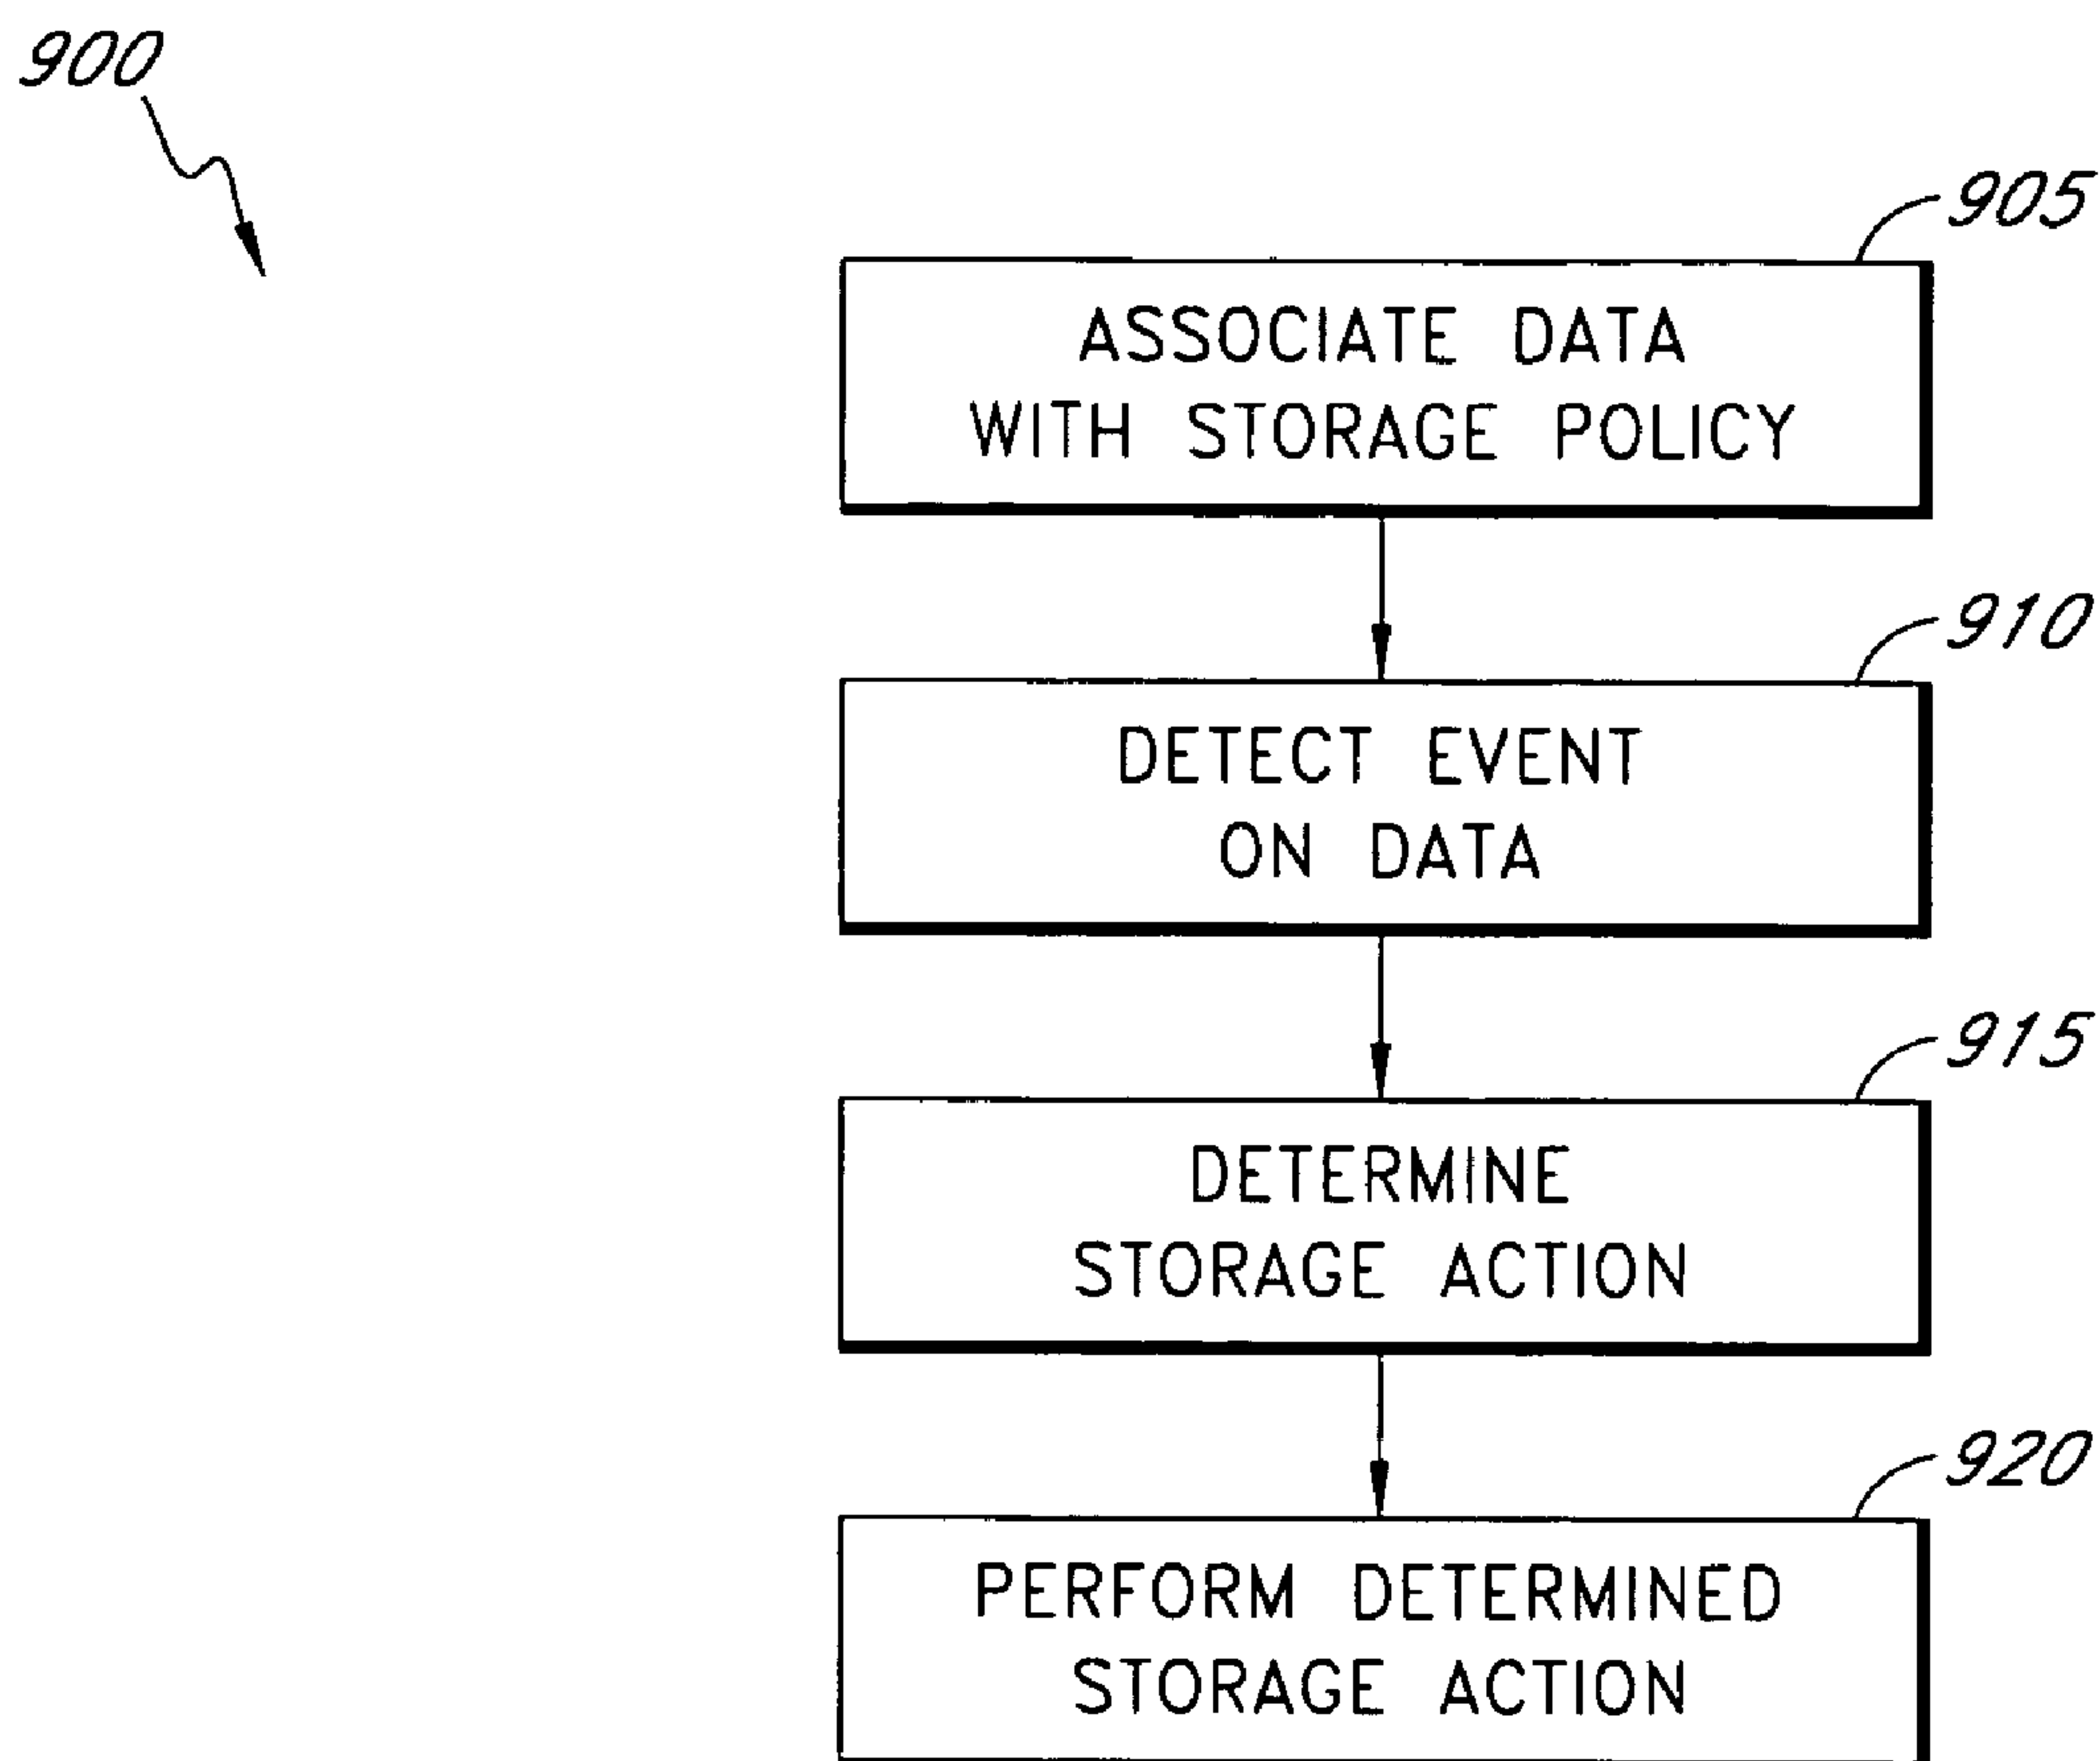 900
905
ASSOCIATE DATA
WITH STORAGE POLICY
910
DETECT EVENT
ON DATA
915
DETERMINE
STORAGE ACTION
920
PERFORM DETERMINED
STORAGE ACTION